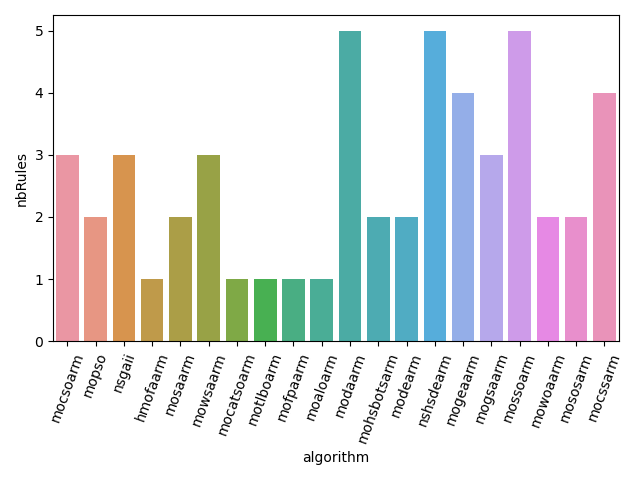 5
4
3
2
1
0
nbRules
mocsoarm
mopso
nsgaii
hmofaarm
mosaarm
mowsaarm
mocatsoarm
motlboarm
mofpaarm
moaloarm
modaarm
mohsbotsarm
modearm
nshsdearm
mogeaarm
mogsaarm
mossoarm
mowoaarm
mososarm
mocssarm
algorithm